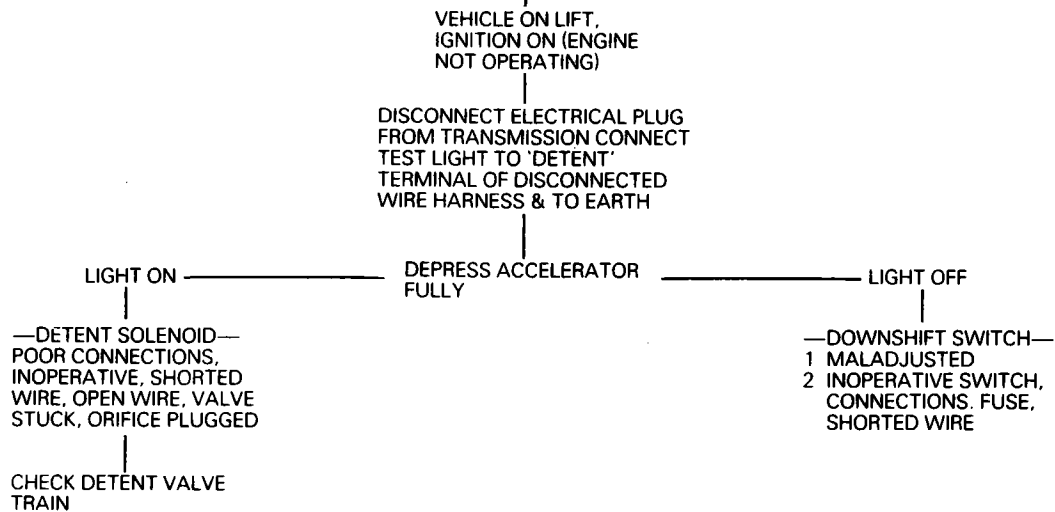 VEHICLE ON LIFT,
IGNITION ON (ENGINE
NOT OPERATING)
DISCONNECT ELECTRICAL PLUG
FROM TRANSMISSION CONNECT
TEST LIGHT TO 'DETENT'
TERMINAL OF DISCONNECTED
WIRE HARNESS & TO EARTH
LIGHT ON
DEPRESS ACCELERATOR
FULLY
LIGHT OFF
—DETENT SOLENOID—
POOR CONNECTIONS,
INOPERATIVE, SHORTED
WIRE, OPEN WIRE, VALVE
STUCK, ORIFICE PLUGGED
CHECK DETENT VALVE
TRAIN
—DOWNSHIFT SWITCH—
1 MALADJUSTED
2 INOPERATIVE SWITCH,
CONNECTIONS. FUSE,
SHORTED WIRE